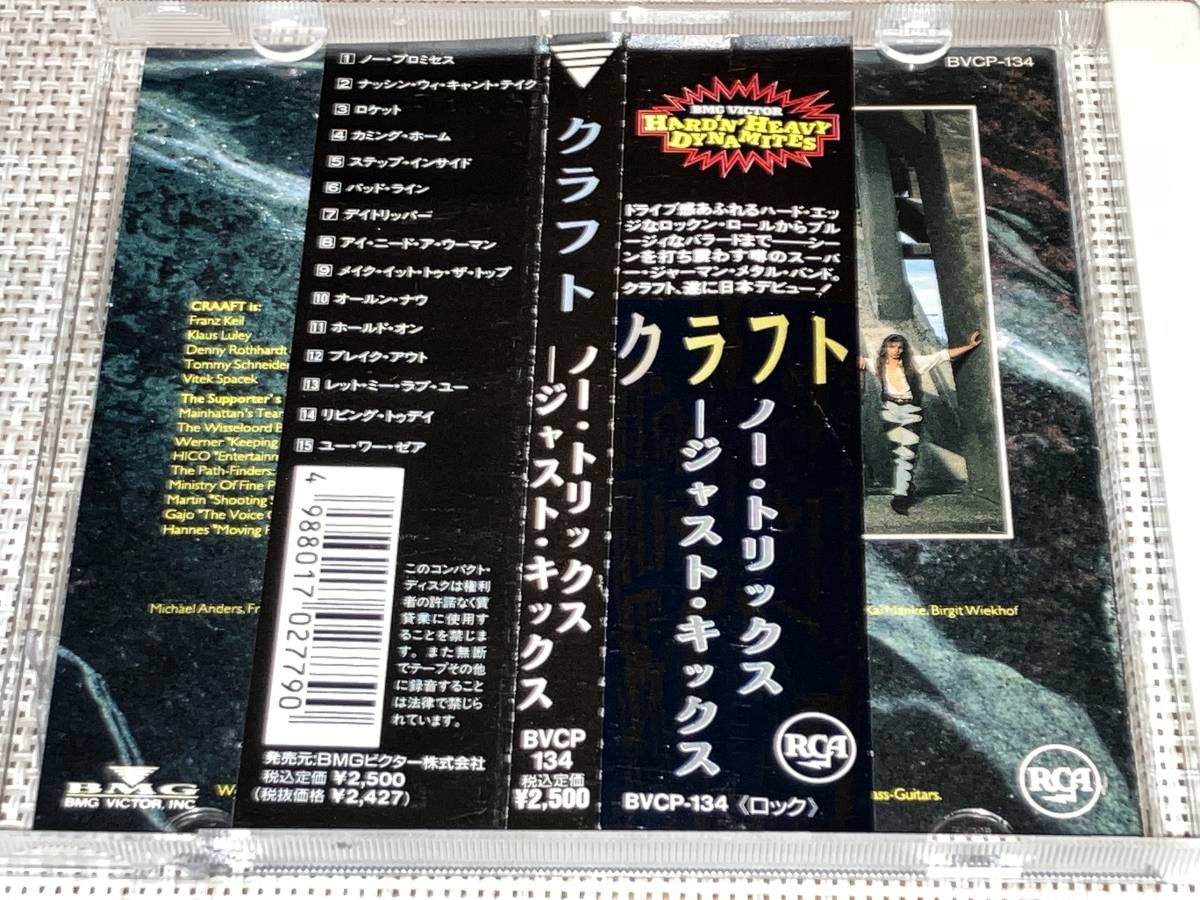 1 ノー・プロミセス
2 ナッシン・ウィ・キャント・テイク
3 ロケット
4 カミング・ホーム
5 ステップ・インサイド
6 バッド・ライン
7 デイトリッパー
8 アイ・ニード・ア・ウーマン
9 メイク・イット・トゥ・ザ・トップ
10 オールン・ナウ
11 ホールド・オン
12 ブレイク・アウト
13 レット・ミー・ラブ・ユー
14 リビング・トゥデイ
15 ユー・ワー・ゼア
4 988017 027790
このコンパクト・
ディスクは権利
者の許諾なく賃
貸業に使用す
ることを禁じま
す。また無断
でテープその他
に録音すること
は法律で禁じら
れています。
発売元:BMGビクター株式会社
税込定価 ¥2,500
(税抜価格 ¥2,427)
クラフト
ノー・トリックス
―ジャスト・キックス
BVCP
134
税込定価
¥2,500
BMG VICTOR
HARD'N'HEAVY
DYNAMITES
ドライブ感あふれるハード・エッ
ジなロックン・ロールからブル
ージィなバラードまで――シー
ンを打ち震わす噂のスーパ
ー・ジャーマン・メタル・バンド。
クラフト、遂に日本デビュー!
クラフト
ノー・トリックス
―ジャスト・キックス
RCA
BVCP-134《ロック》
BVCP-134
CRAAFT is:
Franz Keil
Klaus Luley
Denny Rothhardt
Tommy Schneider
Vitek Spacek
The Supporter's
Mainhattan's Tear
The Wisseloord
Werner "Keeping
HICO "Entertainm
The Path-Finders:
Ministry Of Fine P
Martin "Shooting
Gajo "The Voice
Hannes "Moving
Michael Anders, Fr
Kai Manke, Birgit Wiekhof
BMG
BMG VICTOR, INC.
ass-Guitars.
RCA